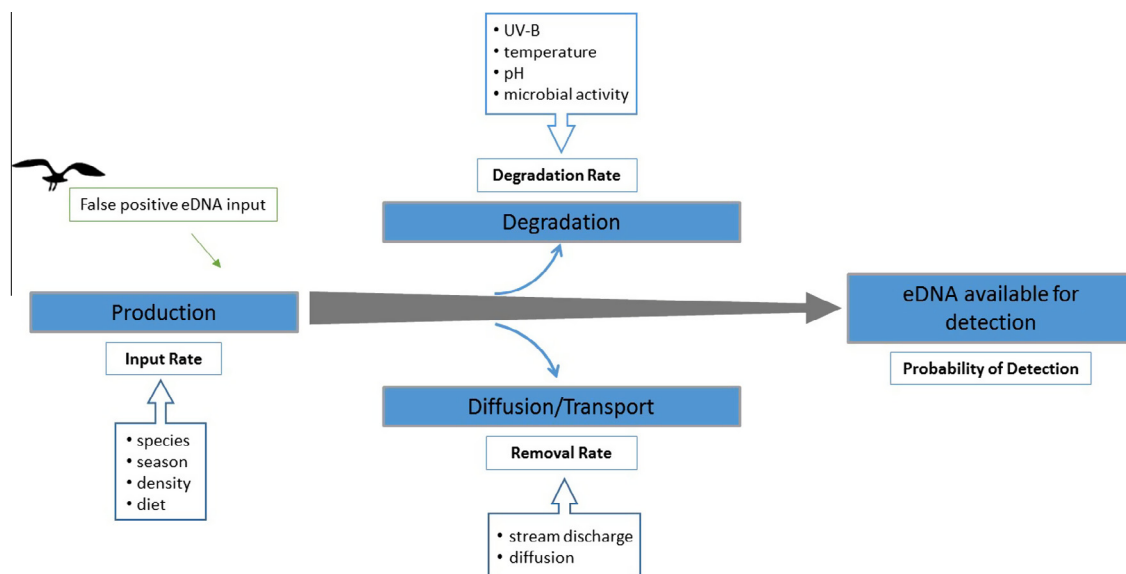 • UV-B
• temperature
• pH
• microbial activity
Degradation Rate
Degradation
False positive eDNA input
Production
Input Rate
• species
• season
• density
• diet
Diffusion/Transport
Removal Rate
• stream discharge
• diffusion
eDNA available for
detection
Probability of Detection